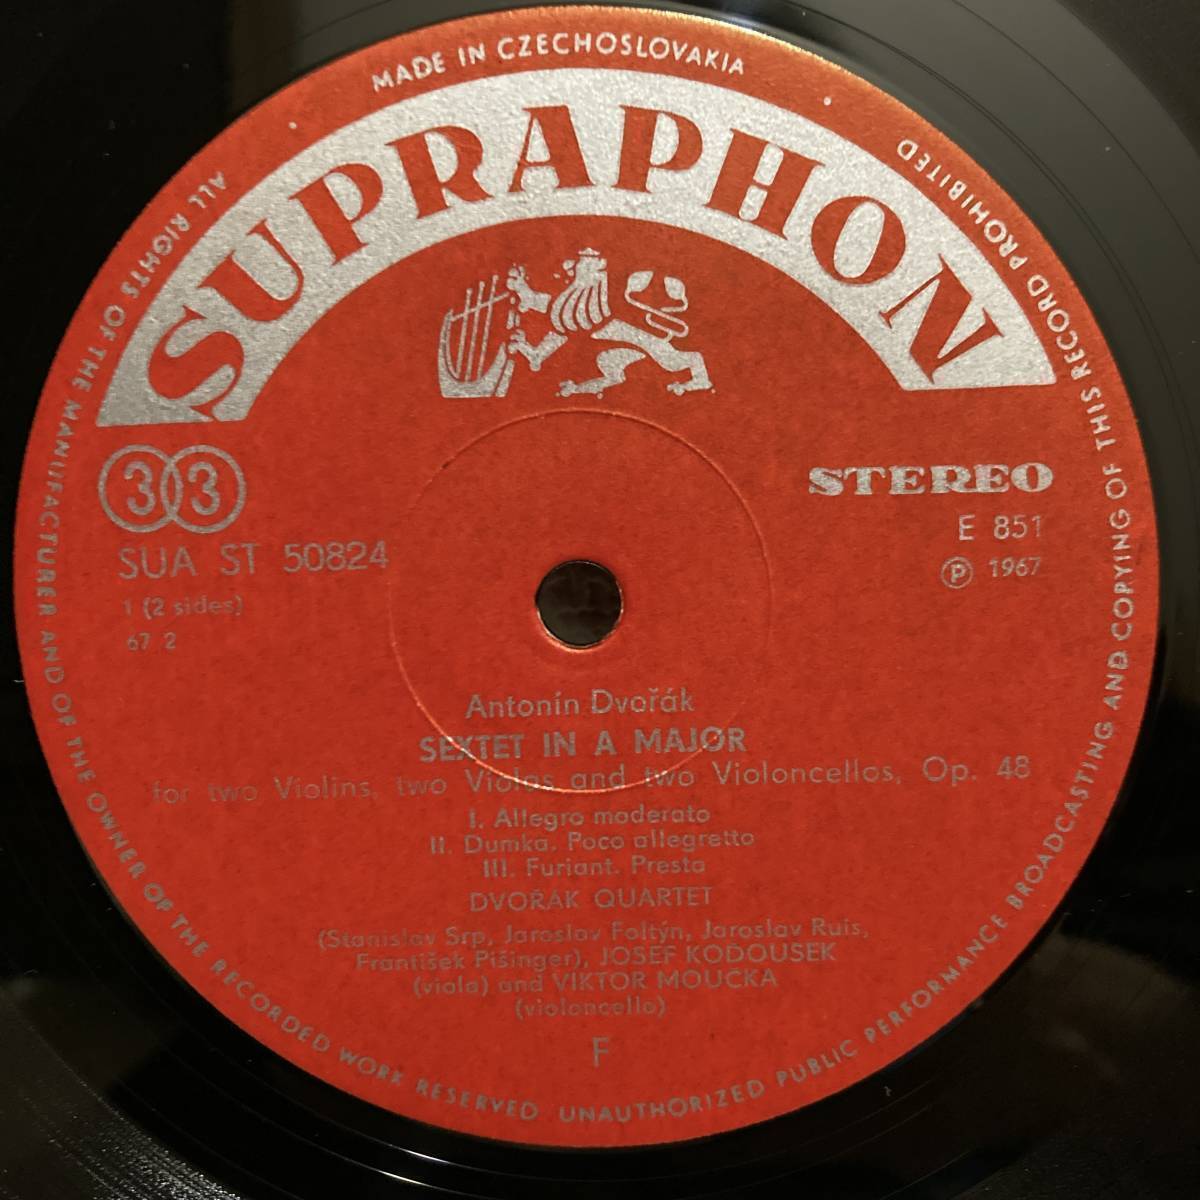 MADE IN CZECHOSLOVAKIA
SUPRAPHON
ALL RIGHTS OF THE MANUFACTURER AND OF THE OWNER OF THE RECORDED WORK RESERVED UNAUTHORIZED PUBLIC PERFORMANCE BROADCASTING AND COPYING OF THIS RECORD PROHIBITED
33
STEREO
SUA ST 50824
E 851
1 (2 sides)
℗ 1967
67 2
Antonín Dvořák
SEXTET IN A MAJOR
for two Violins, two Violas and two Violoncellos, Op. 48
I. Allegro moderato
II. Dumka. Poco allegretto
III. Furiant. Presto
DVOŘÁK QUARTET
(Stanislav Srp, Jaroslav Foltýn, Jaroslav Ruis,
František Pišinger), JOSEF KOĎOUSEK
(viola) and VIKTOR MOUČKA
(violoncello)
F